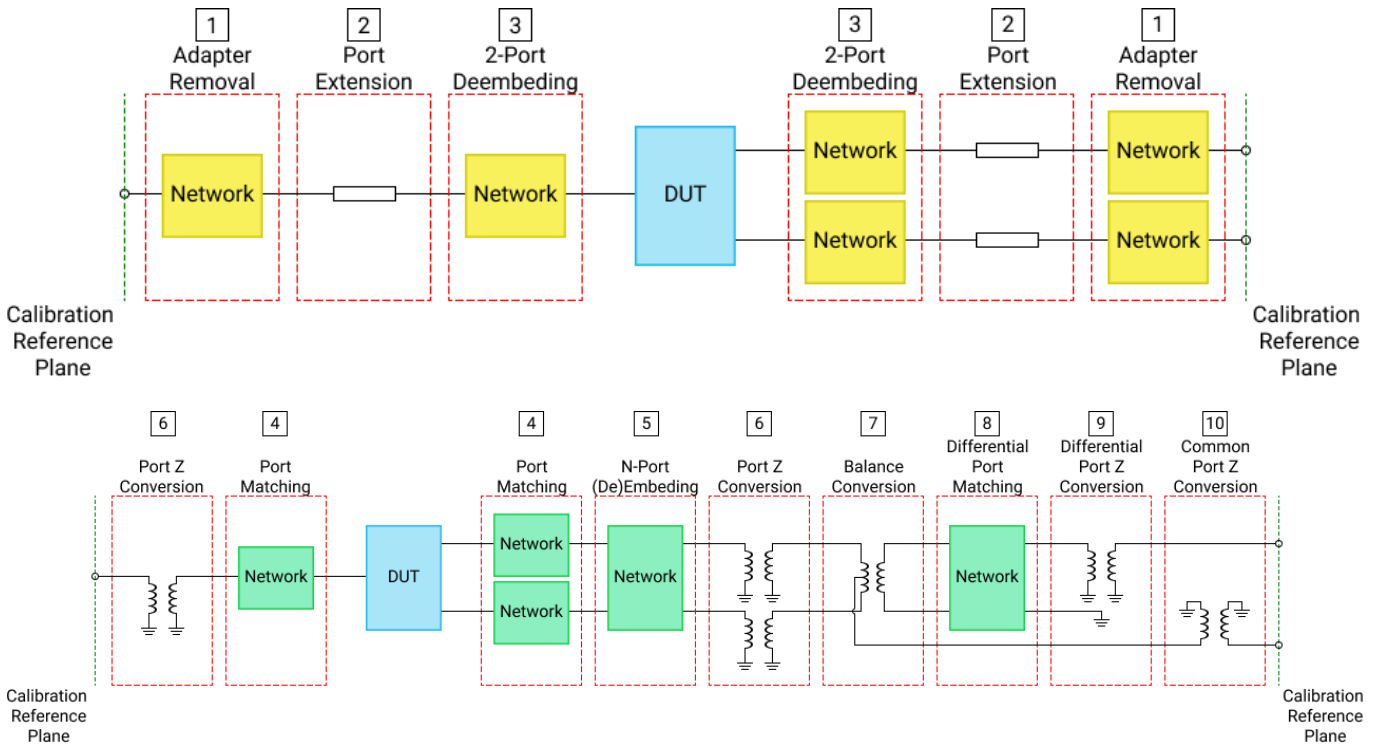 1
Adapter
Removal
2
Port
Extension
3
2-Port
Deembeding
3
2-Port
Deembeding
2
Port
Extension
1
Adapter
Removal
Network
Network
DUT
Network
Network
Network
Network
Calibration
Reference
Plane
Calibration
Reference
Plane
6
Port Z
Conversion
4
Port
Matching
4
Port
Matching
5
N-Port
(De)Embeding
6
Port Z
Conversion
7
Balance
Conversion
8
Differential
Port
Matching
9
Differential
Port Z
Conversion
10
Common
Port Z
Conversion
Network
DUT
Network
Network
Network
Network
Calibration
Reference
Plane
Calibration
Reference
Plane